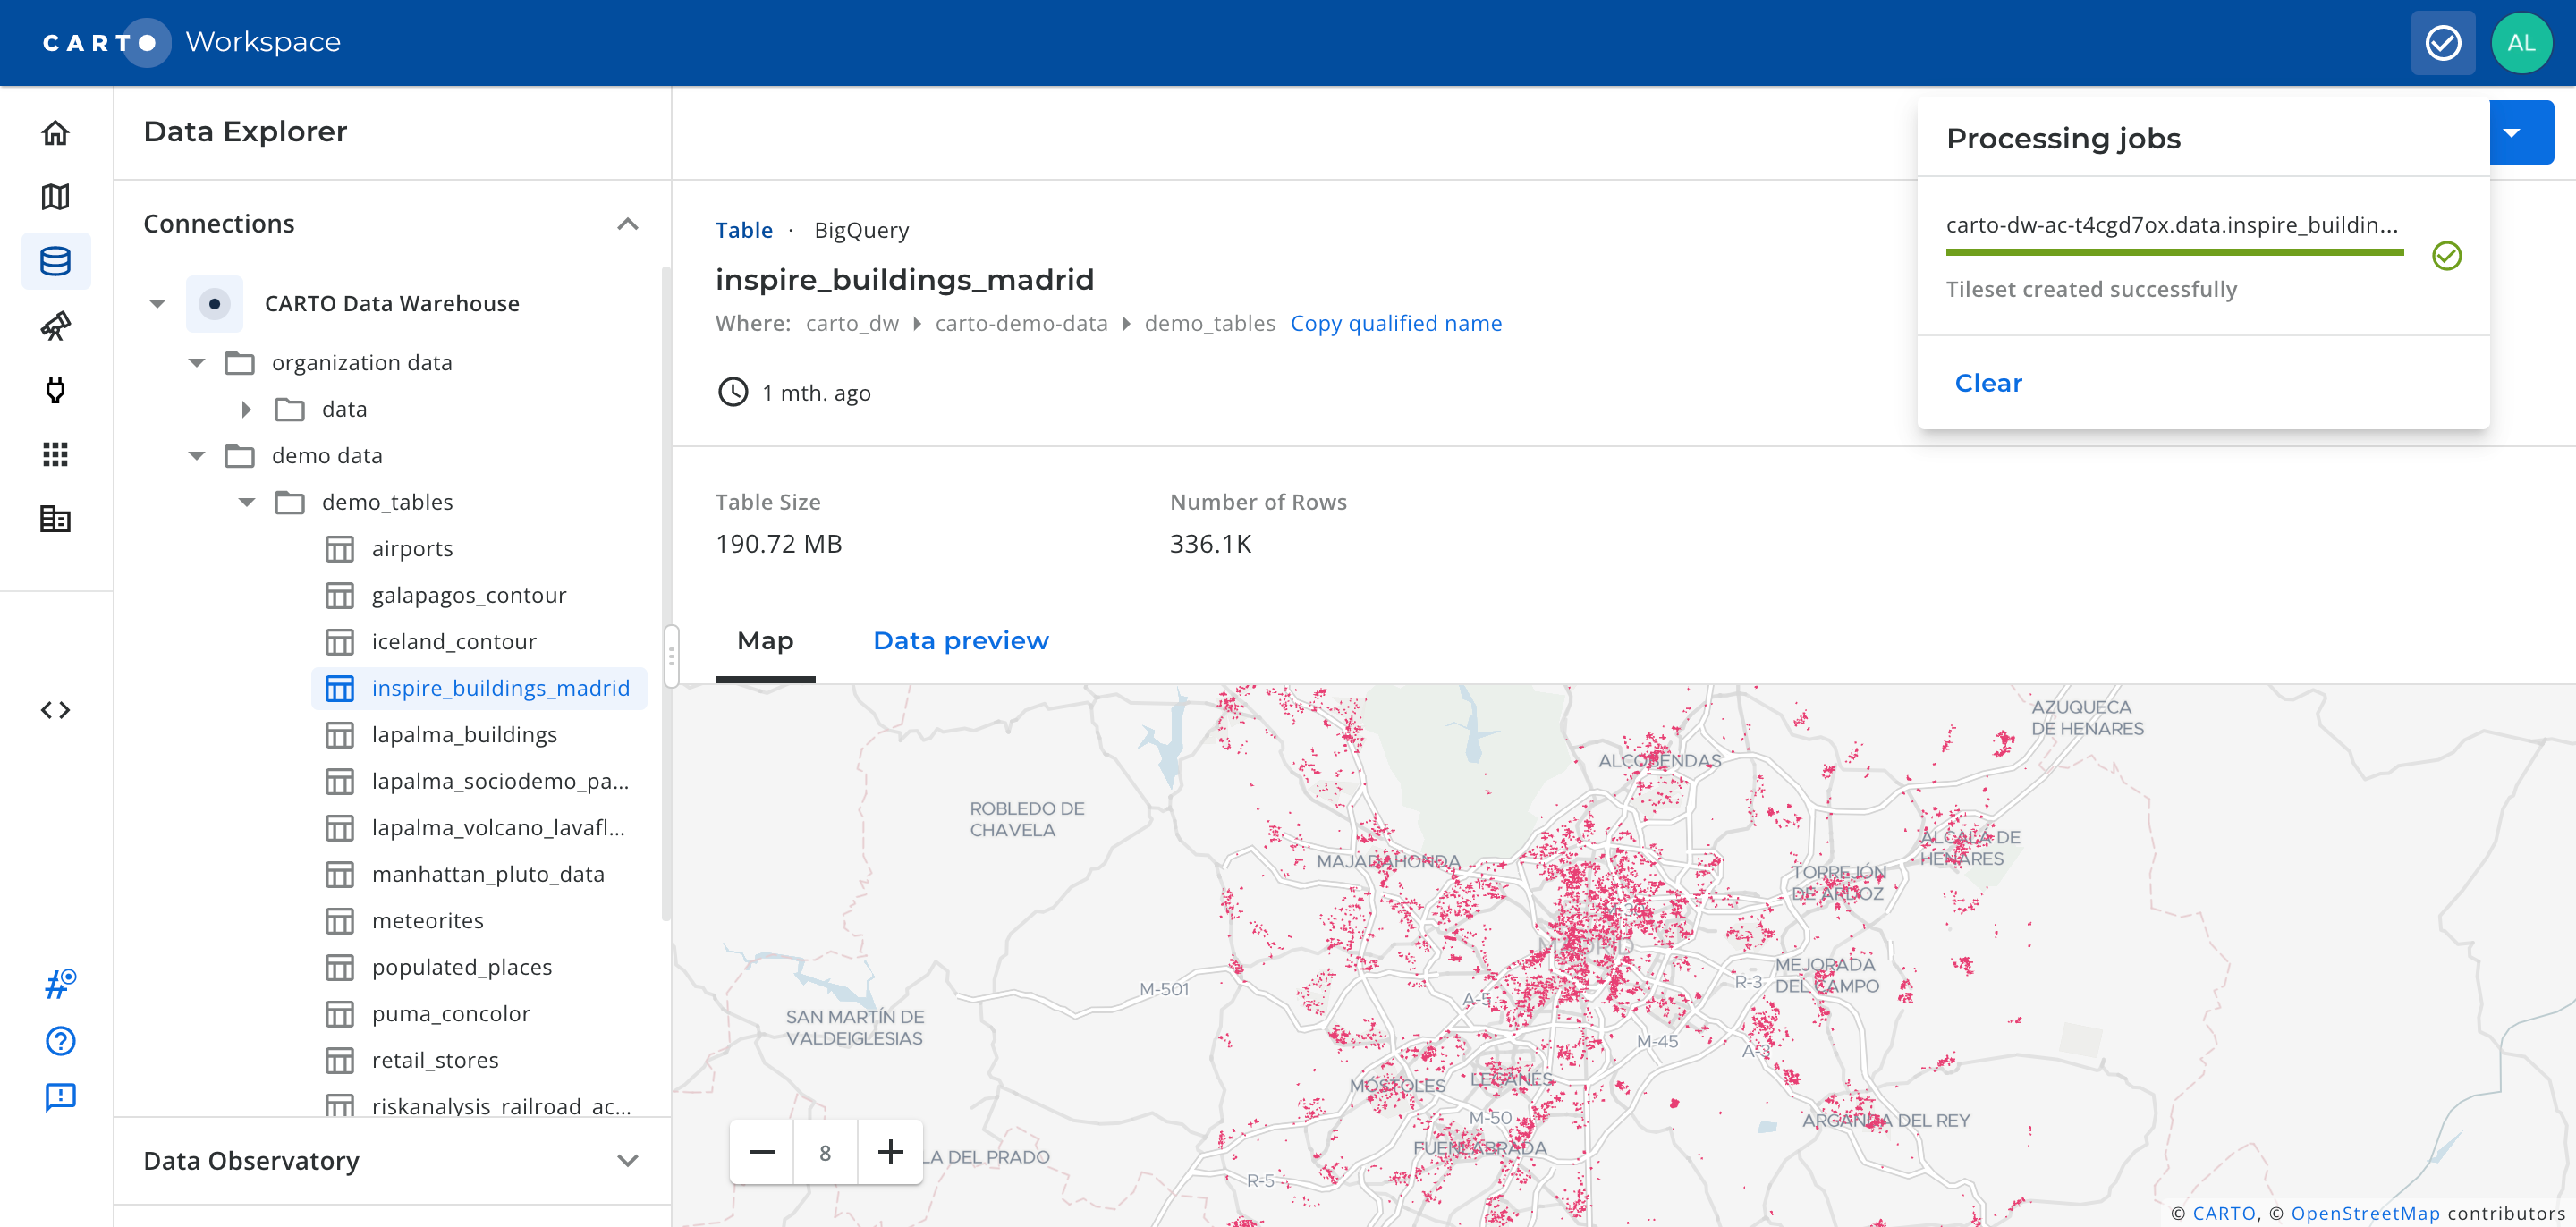 CARTO Workspace
AL
Data Explorer
Connections
CARTO Data Warehouse
organization data
data
demo data
demo_tables
airports
galapagos_contour
iceland_contour
inspire_buildings_madrid
lapalma_buildings
lapalma_sociodemo_pa...
lapalma_volcano_lavafl...
manhattan_pluto_data
meteorites
populated_places
puma_concolor
retail_stores
riskanalysis_railroad_ac...
Data Observatory
Table · BigQuery
inspire_buildings_madrid
Where: carto_dw carto-demo-data demo_tables Copy qualified name
1 mth. ago
Processing jobs
carto-dw-ac-t4cgd7ox.data.inspire_buildin...
Tileset created successfully
Clear
Table Size
190.72 MB
Number of Rows
336.1K
Map
Data preview
AZUQUECA
DE HENARES
ALCOBENDAS
ROBLEDO DE
CHAVELA
ALCALÁ DE
HENARES
MAJADAHONDA
TORREJÓN
DE ARDOZ
M-30
MADRID
MEJORADA
DEL CAMPO
R-3
M-501
A-5
SAN MARTÍN DE
VALDEIGLESIAS
M-45
A-3
MÓSTOLES
LEGANÉS
M-50
ARGANDA DEL REY
FUENLABRADA
LA DEL PRADO
8
R-5
© CARTO, © OpenStreetMap contributors